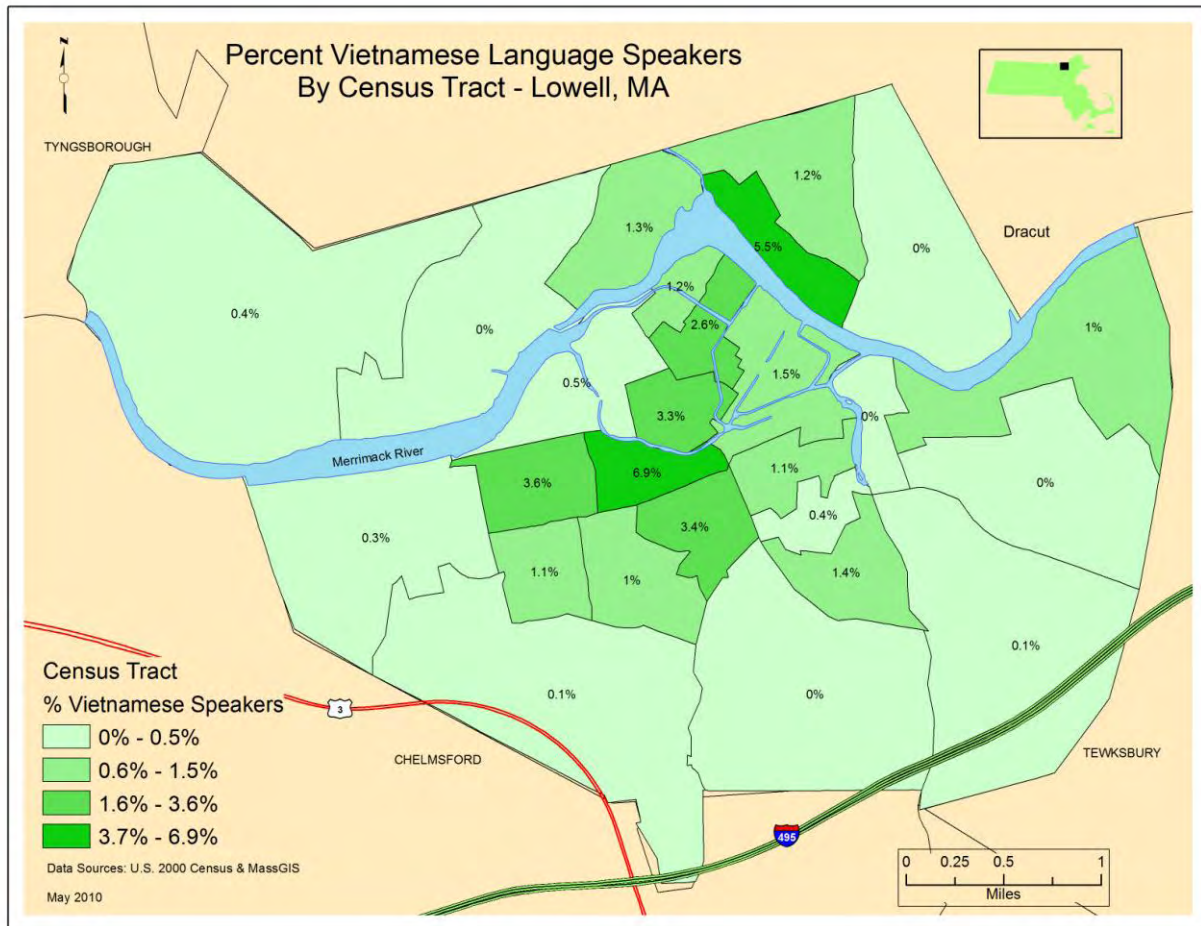 Percent Vietnamese Language Speakers
By Census Tract - Lowell, MA
N
TYNGSBOROUGH
1.2%
1.3%
5.5%
0%
Dracut
1.2%
0.4%
0%
2.6%
1%
0.5%
1.5%
3.3%
0%
Merrimack River
6.9%
1.1%
3.6%
0%
0.4%
3.4%
0.3%
1.1%
1%
1.4%
0.1%
0.1%
0%
Census Tract
% Vietnamese Speakers
0% - 0.5%
0.6% - 1.5%
1.6% - 3.6%
3.7% - 6.9%
3
CHELMSFORD
TEWKSBURY
495
Data Sources: U.S. 2000 Census & MassGIS
May 2010
0 0.25 0.5 1
Miles